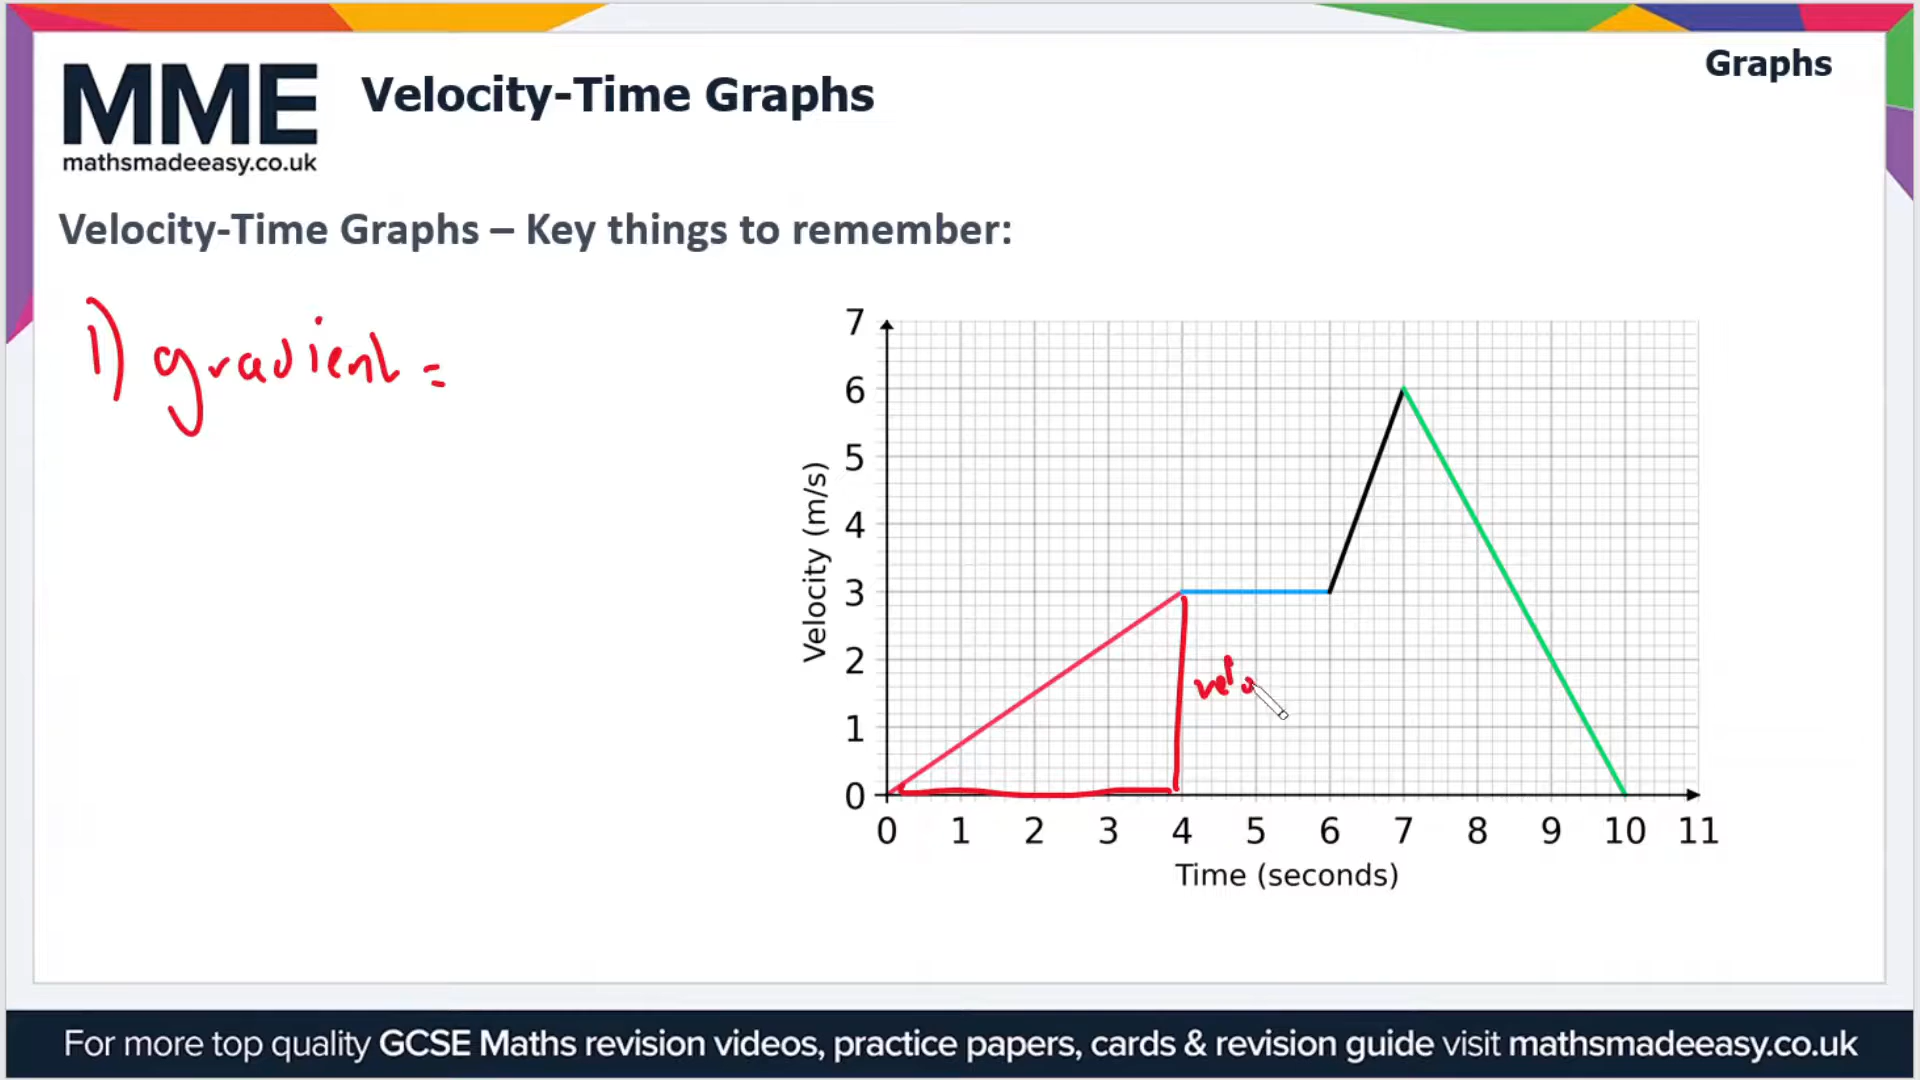 Graphs
MME
mathsmadeeasy.co.uk
Velocity-Time Graphs
Velocity-Time Graphs – Key things to remember:
1) gradient =
7
6
5
4
3
2
1
0
Velocity (m/s)
velo
0 1 2 3 4 5 6 7 8 9 10 11
Time (seconds)
For more top quality GCSE Maths revision videos, practice papers, cards & revision guide visit mathsmadeeasy.co.uk